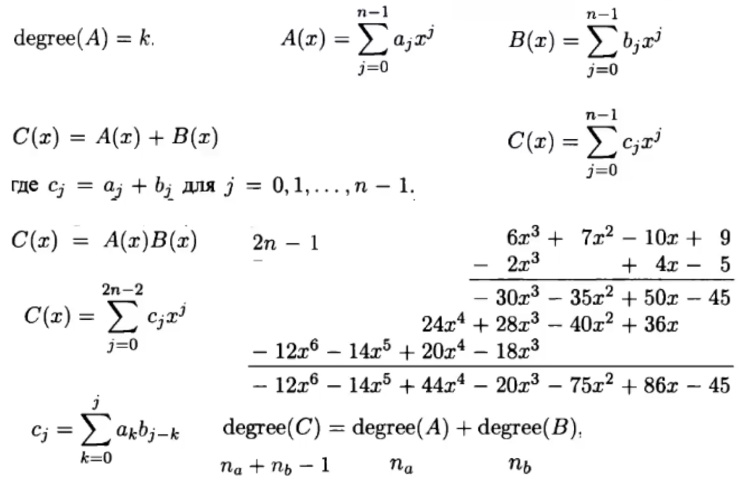 degree(A) = k.
A(x) = \sum_{j=0}^{n-1} a_j x^j
B(x) = \sum_{j=0}^{n-1} b_j x^j
C(x) = A(x) + B(x)
C(x) = \sum_{j=0}^{n-1} c_j x^j
где c_j = a_j + b_j для j = 0, 1, . . . , n − 1.
C(x) = A(x)B(x)
2n − 1
6x^3 + 7x^2 − 10x + 9
− 2x^3 + 4x − 5
− 30x^3 − 35x^2 + 50x − 45
24x^4 + 28x^3 − 40x^2 + 36x
− 12x^6 − 14x^5 + 20x^4 − 18x^3
− 12x^6 − 14x^5 + 44x^4 − 20x^3 − 75x^2 + 86x − 45
C(x) = \sum_{j=0}^{2n-2} c_j x^j
c_j = \sum_{k=0}^{j} a_k b_{j-k}
degree(C) = degree(A) + degree(B),
n_a + n_b − 1 n_a n_b